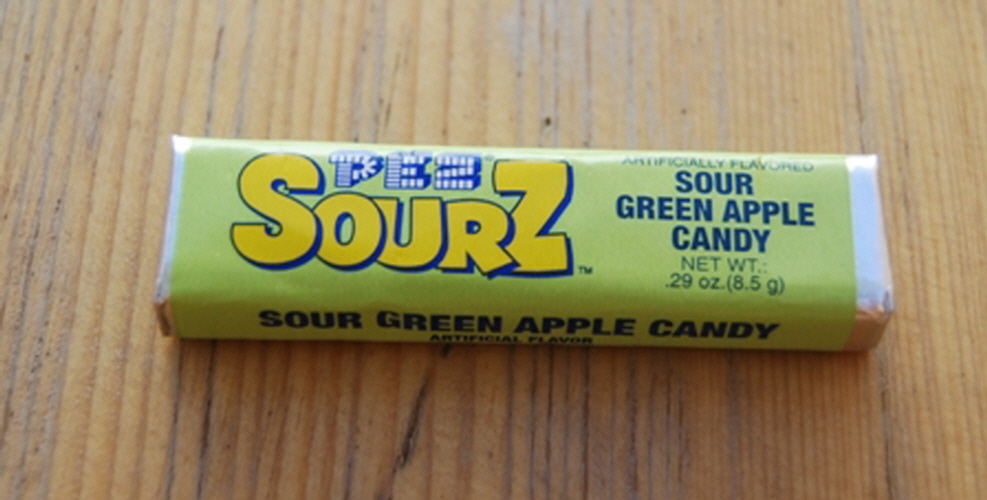 PEZ
SOURZ™
ARTIFICIALLY FLAVORED
SOUR
GREEN APPLE
CANDY
NET WT.:
.29 oz.(8.5 g)
SOUR GREEN APPLE CANDY
ARTIFICIAL FLAVOR